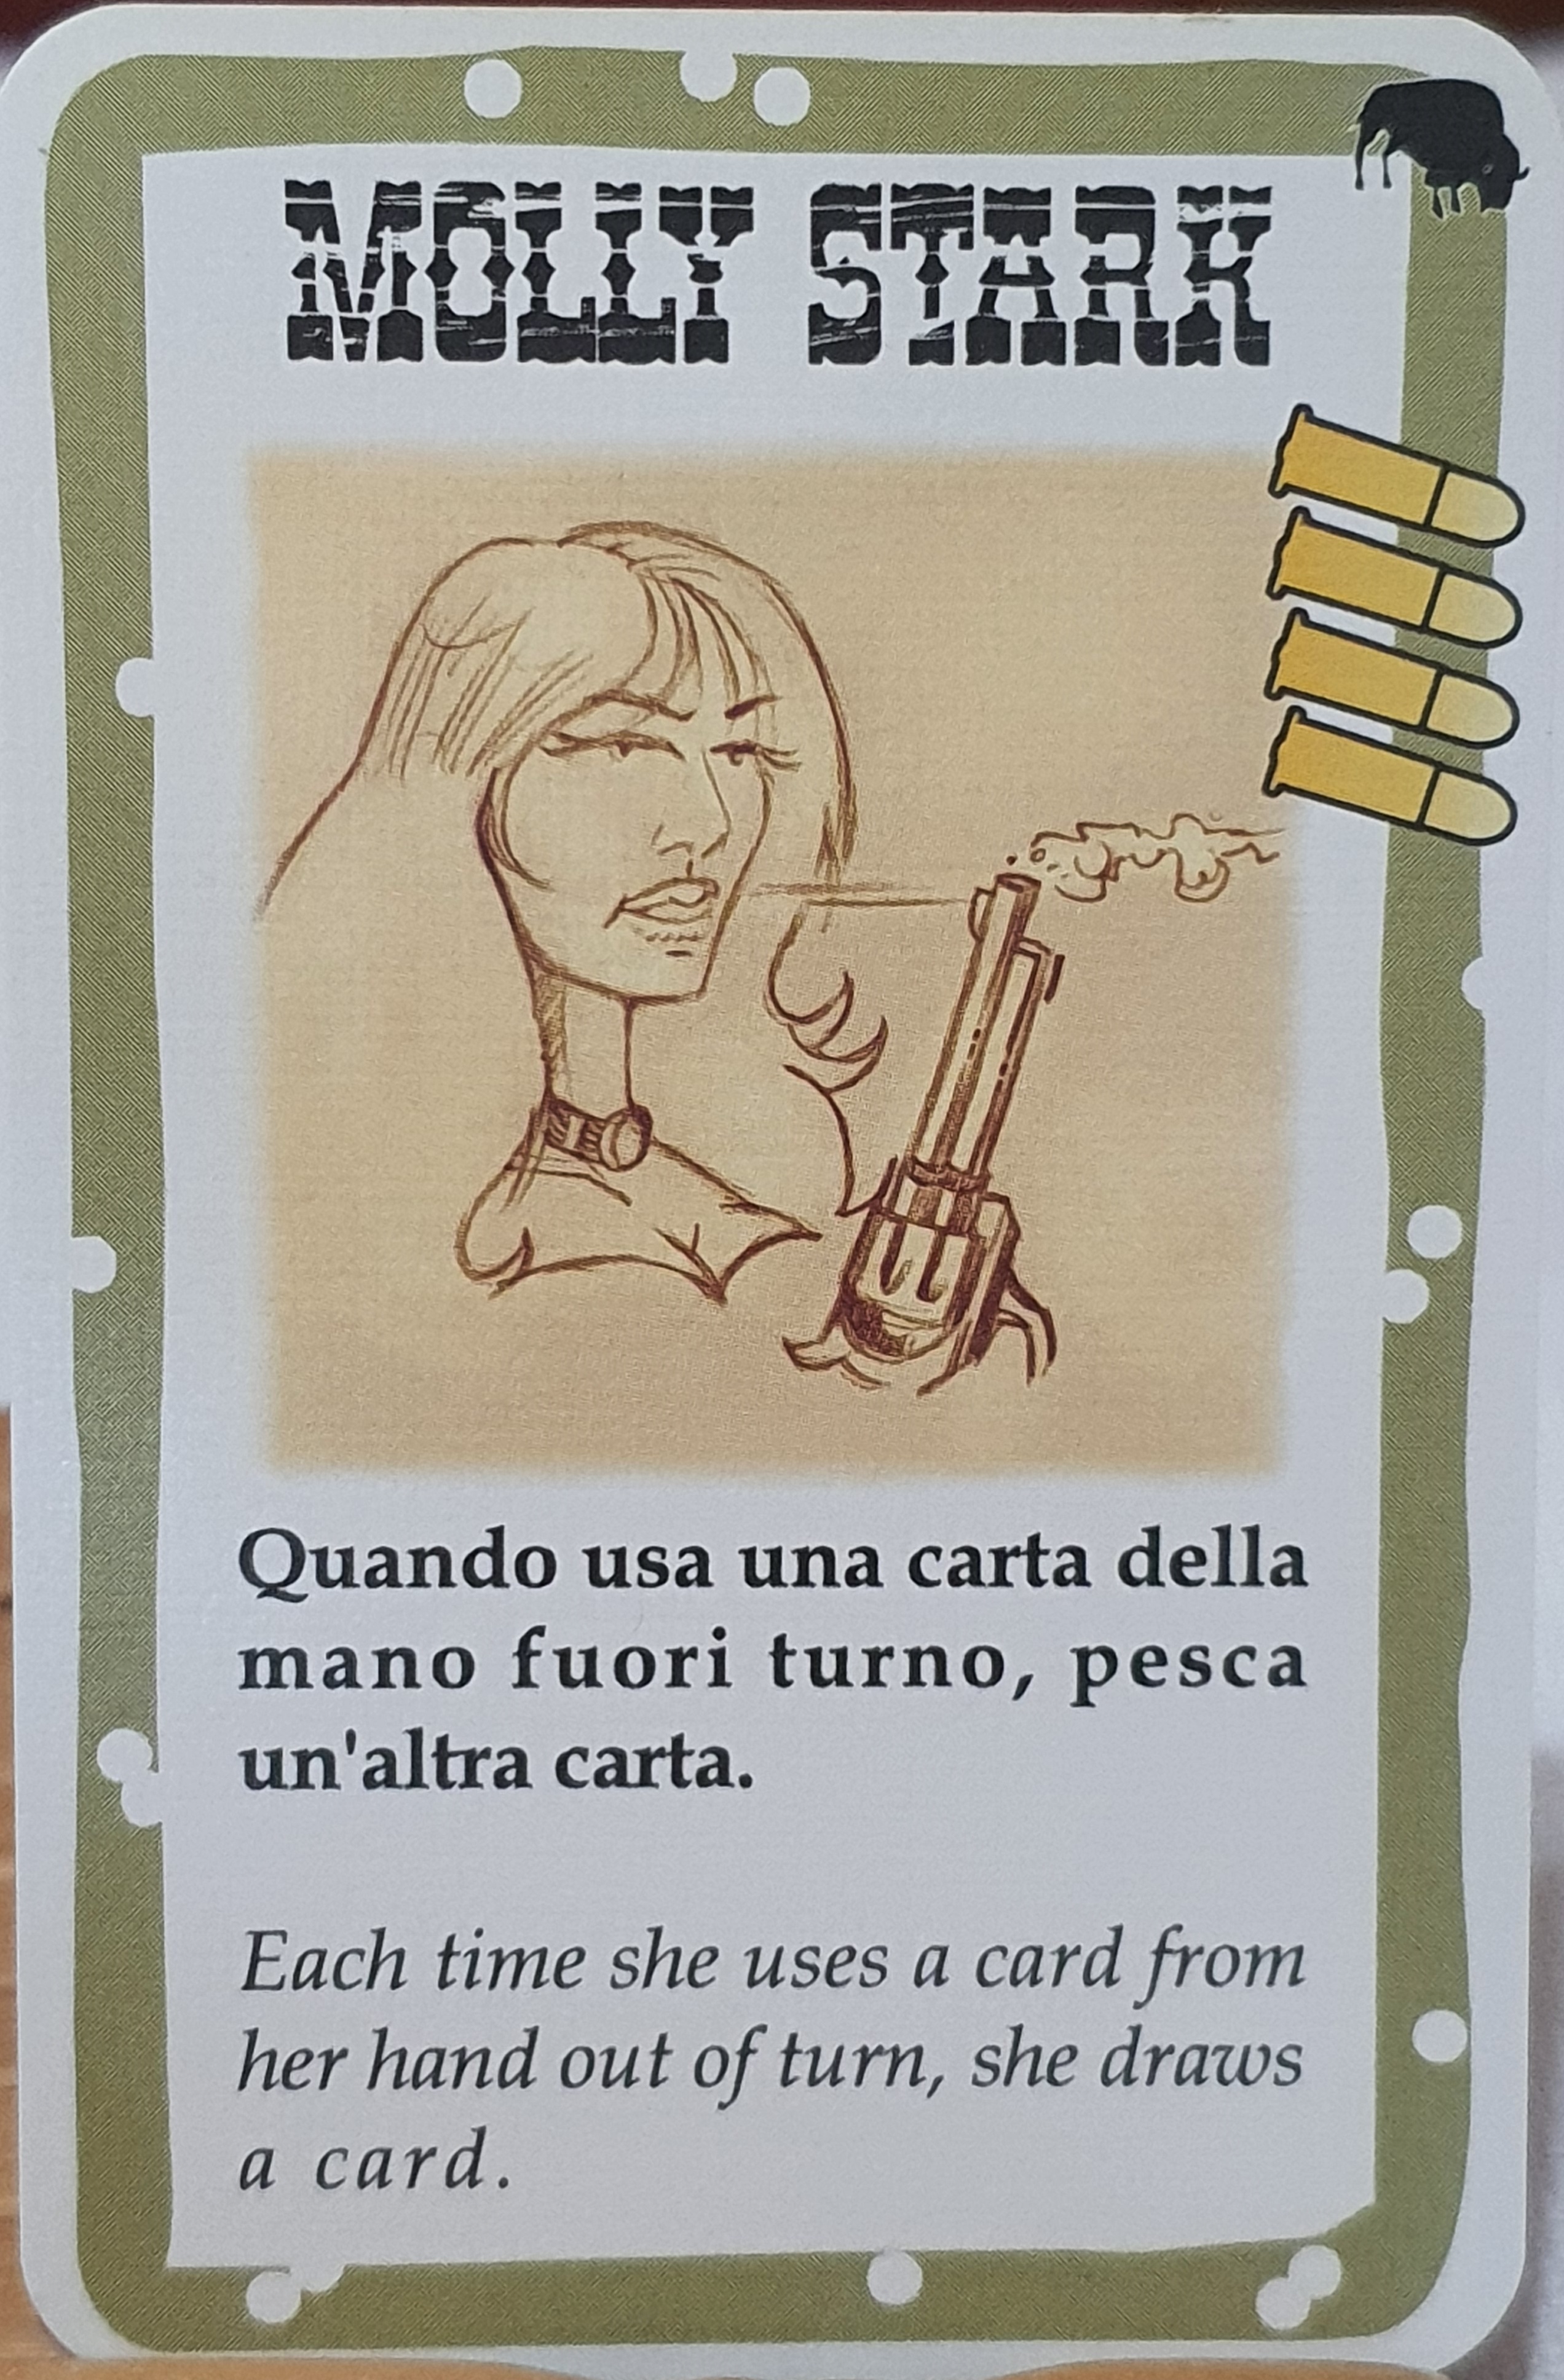 MOLLY STARK
Quando usa una carta della
mano fuori turno, pesca
un'altra carta.
Each time she uses a card from
her hand out of turn, she draws
a card.